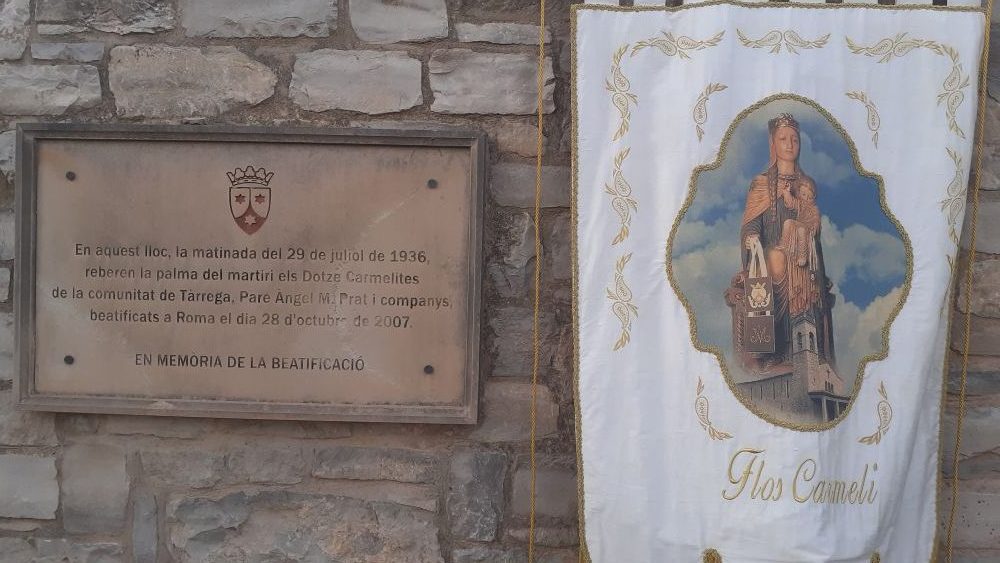 En aquest lloc, la matinada del 29 de juliol de 1936,
reberen la palma del martiri els Dotze Carmelites
de la comunitat de Tàrrega, Pare Àngel M. Prat i companys,
beatificats a Roma el dia 28 d'octubre de 2007.
EN MEMORIA DE LA BEATIFICACIÓ
Flos Carmeli